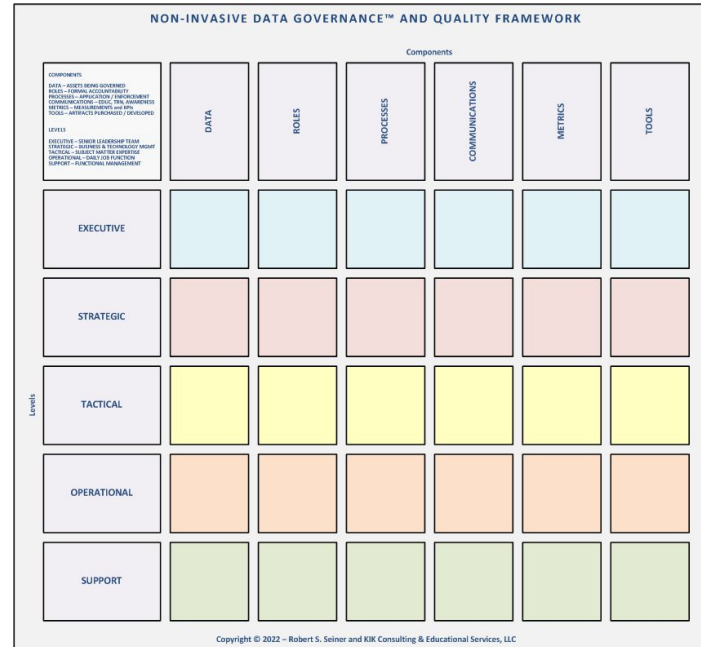 NON-INVASIVE DATA GOVERNANCE™ AND QUALITY FRAMEWORK
Components
COMPONENTS
DATA – ASSETS BEING GOVERNED
ROLES – FORMAL ACCOUNTABILITY
PROCESSES – APPLICATION / ENFORCEMENT
COMMUNICATIONS – EDUC, TRN, AWARENESS
METRICS – MEASUREMENTS and KPIs
TOOLS – ARTIFACTS PURCHASED / DEVELOPED
LEVELS
EXECUTIVE – SENIOR LEADERSHIP TEAM
STRATEGIC – BUSINESS & TECHNOLOGY MGMT
TACTICAL – SUBJECT MATTER EXPERTISE
OPERATIONAL – DAILY JOB FUNCTION
SUPPORT – FUNCTIONAL MANAGEMENT
DATA
ROLES
PROCESSES
COMMUNICATIONS
METRICS
TOOLS
Levels
EXECUTIVE
STRATEGIC
TACTICAL
OPERATIONAL
SUPPORT
Copyright © 2022 – Robert S. Seiner and KIK Consulting & Educational Services, LLC